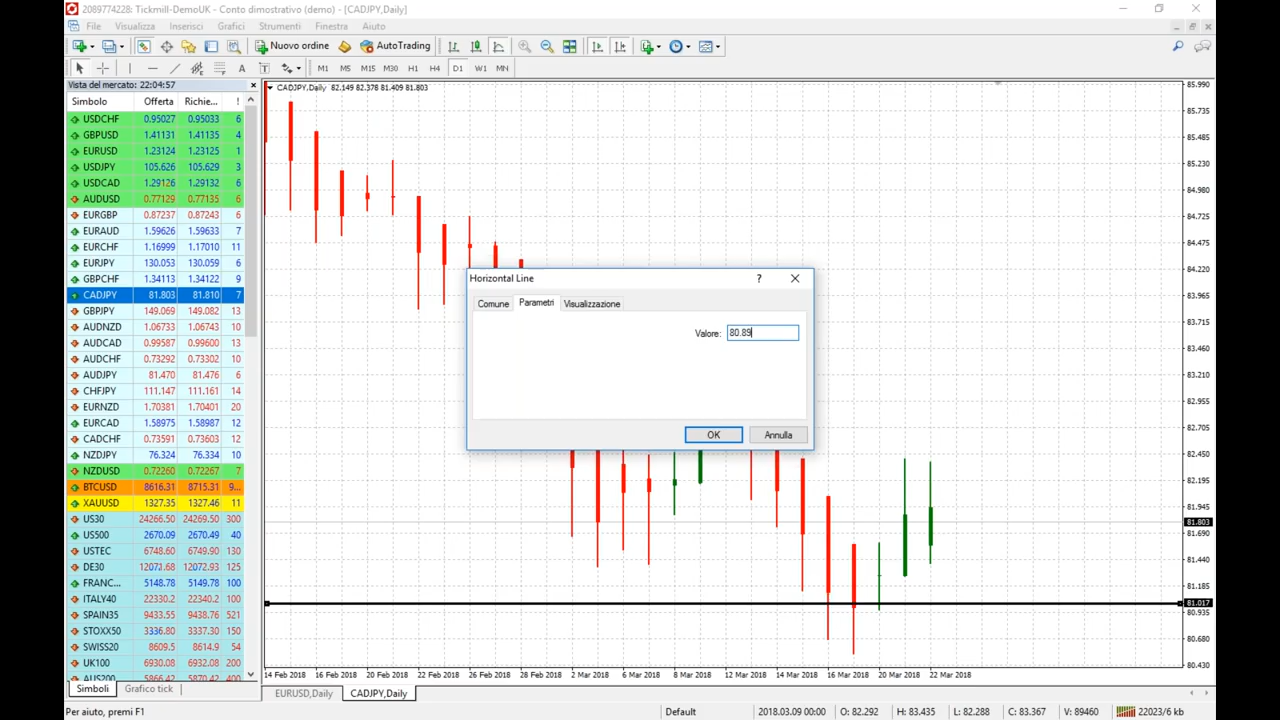 2089774228: Tickmill-DemoUK - Conto dimostrativo (demo) - [CADJPY,Daily]
File Visualizza Inserisci Grafici Strumenti Finestra Aiuto
Nuovo ordine AutoTrading
A T M1 M5 M15 M30 H1 H4 D1 W1 MN
Vista del mercato: 22:04:57
Simbolo Offerta Richie... !
USDCHF 0.95027 0.95033 6
GBPUSD 1.41131 1.41135 4
EURUSD 1.23124 1.23125 1
USDJPY 105.626 105.629 3
USDCAD 1.29126 1.29132 6
AUDUSD 0.77129 0.77135 6
EURGBP 0.87237 0.87243 6
EURAUD 1.59626 1.59633 7
EURCHF 1.16999 1.17010 11
EURJPY 130.053 130.059 6
GBPCHF 1.34113 1.34122 9
CADJPY 81.803 81.810 7
GBPJPY 149.069 149.082 13
AUDNZD 1.06733 1.06743 10
AUDCAD 0.99587 0.99600 13
AUDCHF 0.73292 0.73302 10
AUDJPY 81.470 81.476 6
CHFJPY 111.147 111.161 14
EURNZD 1.70381 1.70401 20
EURCAD 1.58975 1.58987 12
CADCHF 0.73591 0.73603 12
NZDJPY 76.324 76.334 10
NZDUSD 0.72260 0.72267 7
BTCUSD 8616.31 8715.31 9...
XAUUSD 1327.35 1327.46 11
US30 24266.50 24269.50 300
US500 2670.09 2670.49 40
USTEC 6748.60 6749.90 130
DE30 12071.68 12072.93 125
FRANC... 5148.78 5149.78 100
ITALY40 22330.2 22340.2 100
SPAIN35 9433.55 9438.76 521
STOXX50 3336.80 3337.30 150
SWISS20 8609.5 8614.9 54
UK100 6930.08 6932.08 200
AUS200 5866.42 5870.42 400
Simboli Grafico tick
CADJPY,Daily 82.149 82.378 81.409 81.803
Horizontal Line ?
Comune Parametri Visualizzazione
Valore: 80.89
OK Annulla
85.990
85.735
85.485
85.230
84.980
84.725
84.475
84.220
83.965
83.715
83.460
83.210
82.955
82.705
82.450
82.195
81.803
81.690
81.440
81.185
81.017
80.935
80.680
80.430
14 Feb 2018 16 Feb 2018 20 Feb 2018 22 Feb 2018 26 Feb 2018 28 Feb 2018 2 Mar 2018 6 Mar 2018 8 Mar 2018 12 Mar 2018 14 Mar 2018 16 Mar 2018 20 Mar 2018 22 Mar 2018
EURUSD,Daily CADJPY,Daily
Per aiuto, premi F1 Default 2018.03.09 00:00 O: 82.292 H: 83.435 L: 82.288 C: 83.367 V: 89460 22023/6 kb